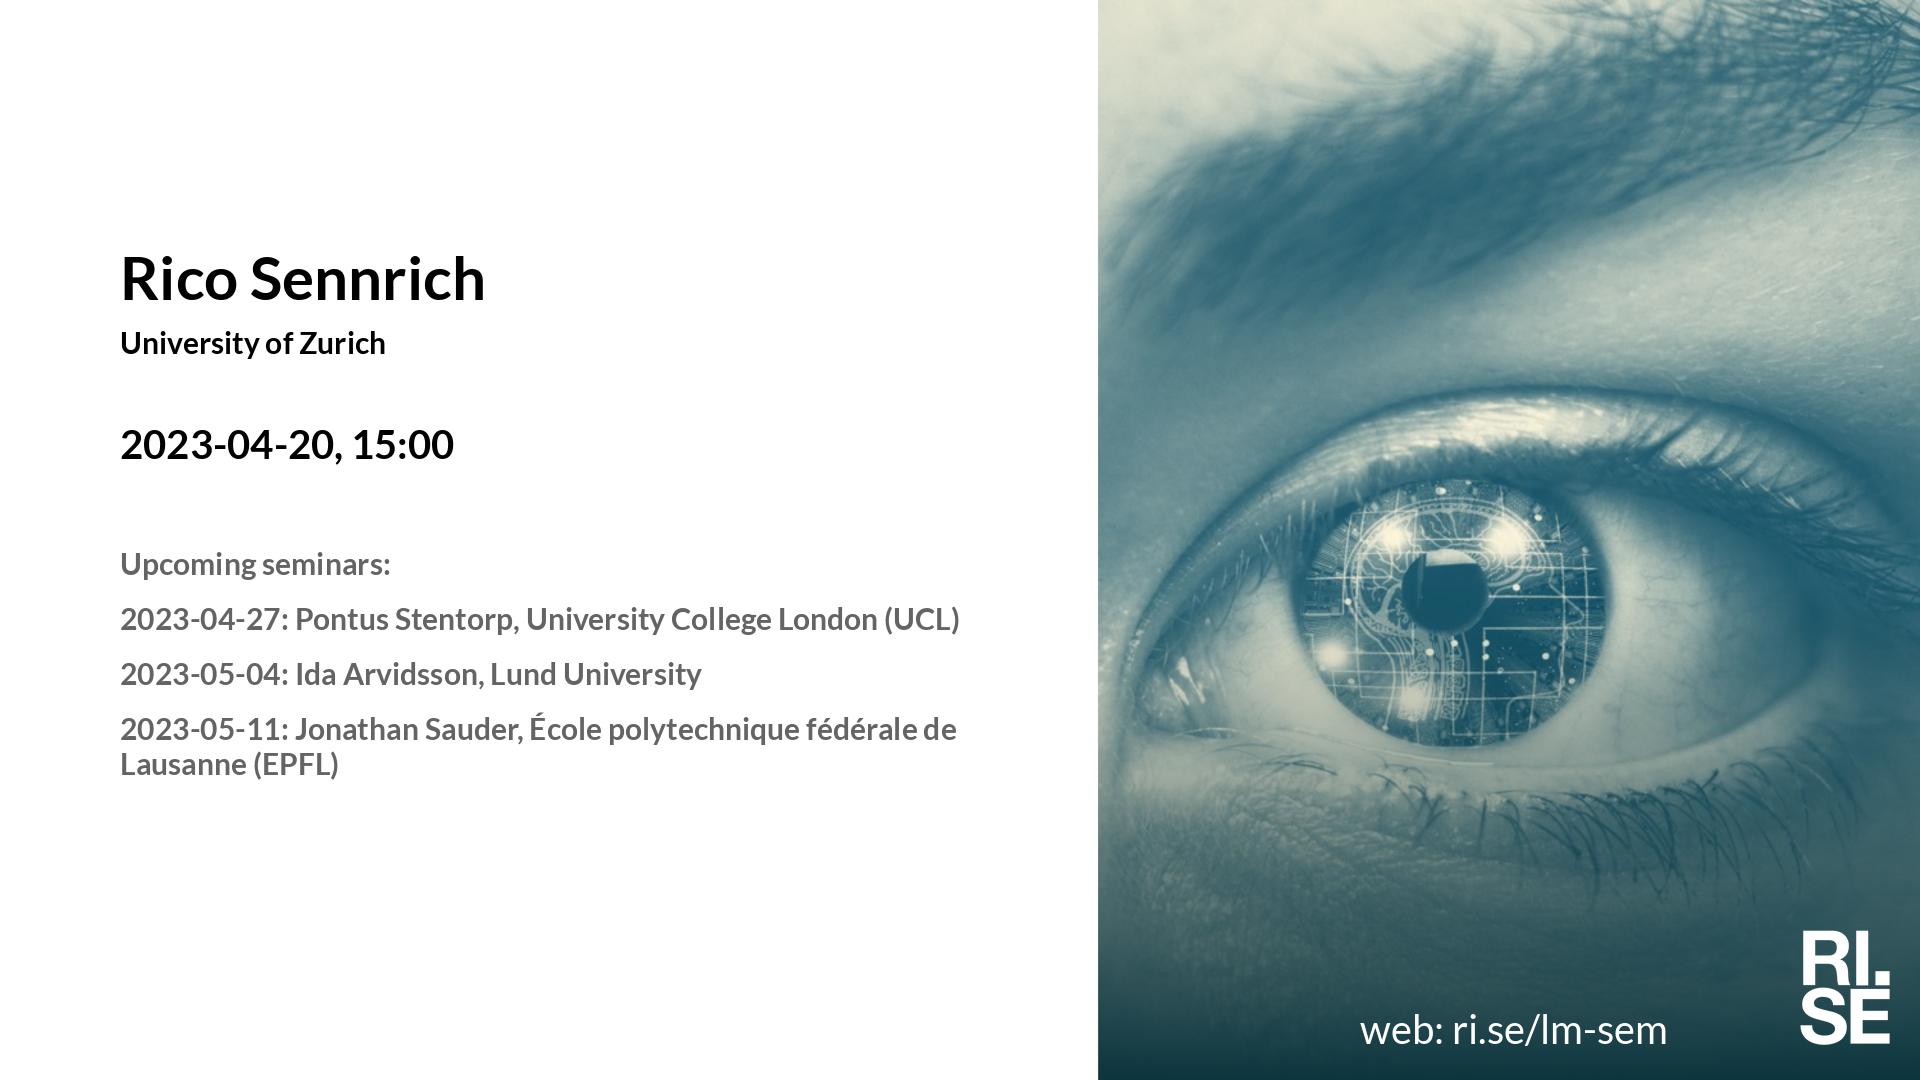 Rico Sennrich
University of Zurich
2023-04-20, 15:00
Upcoming seminars:
2023-04-27: Pontus Stentorp, University College London (UCL)
2023-05-04: Ida Arvidsson, Lund University
2023-05-11: Jonathan Sauder, École polytechnique fédérale de
Lausanne (EPFL)
web: ri.se/lm-sem
RI.
SE